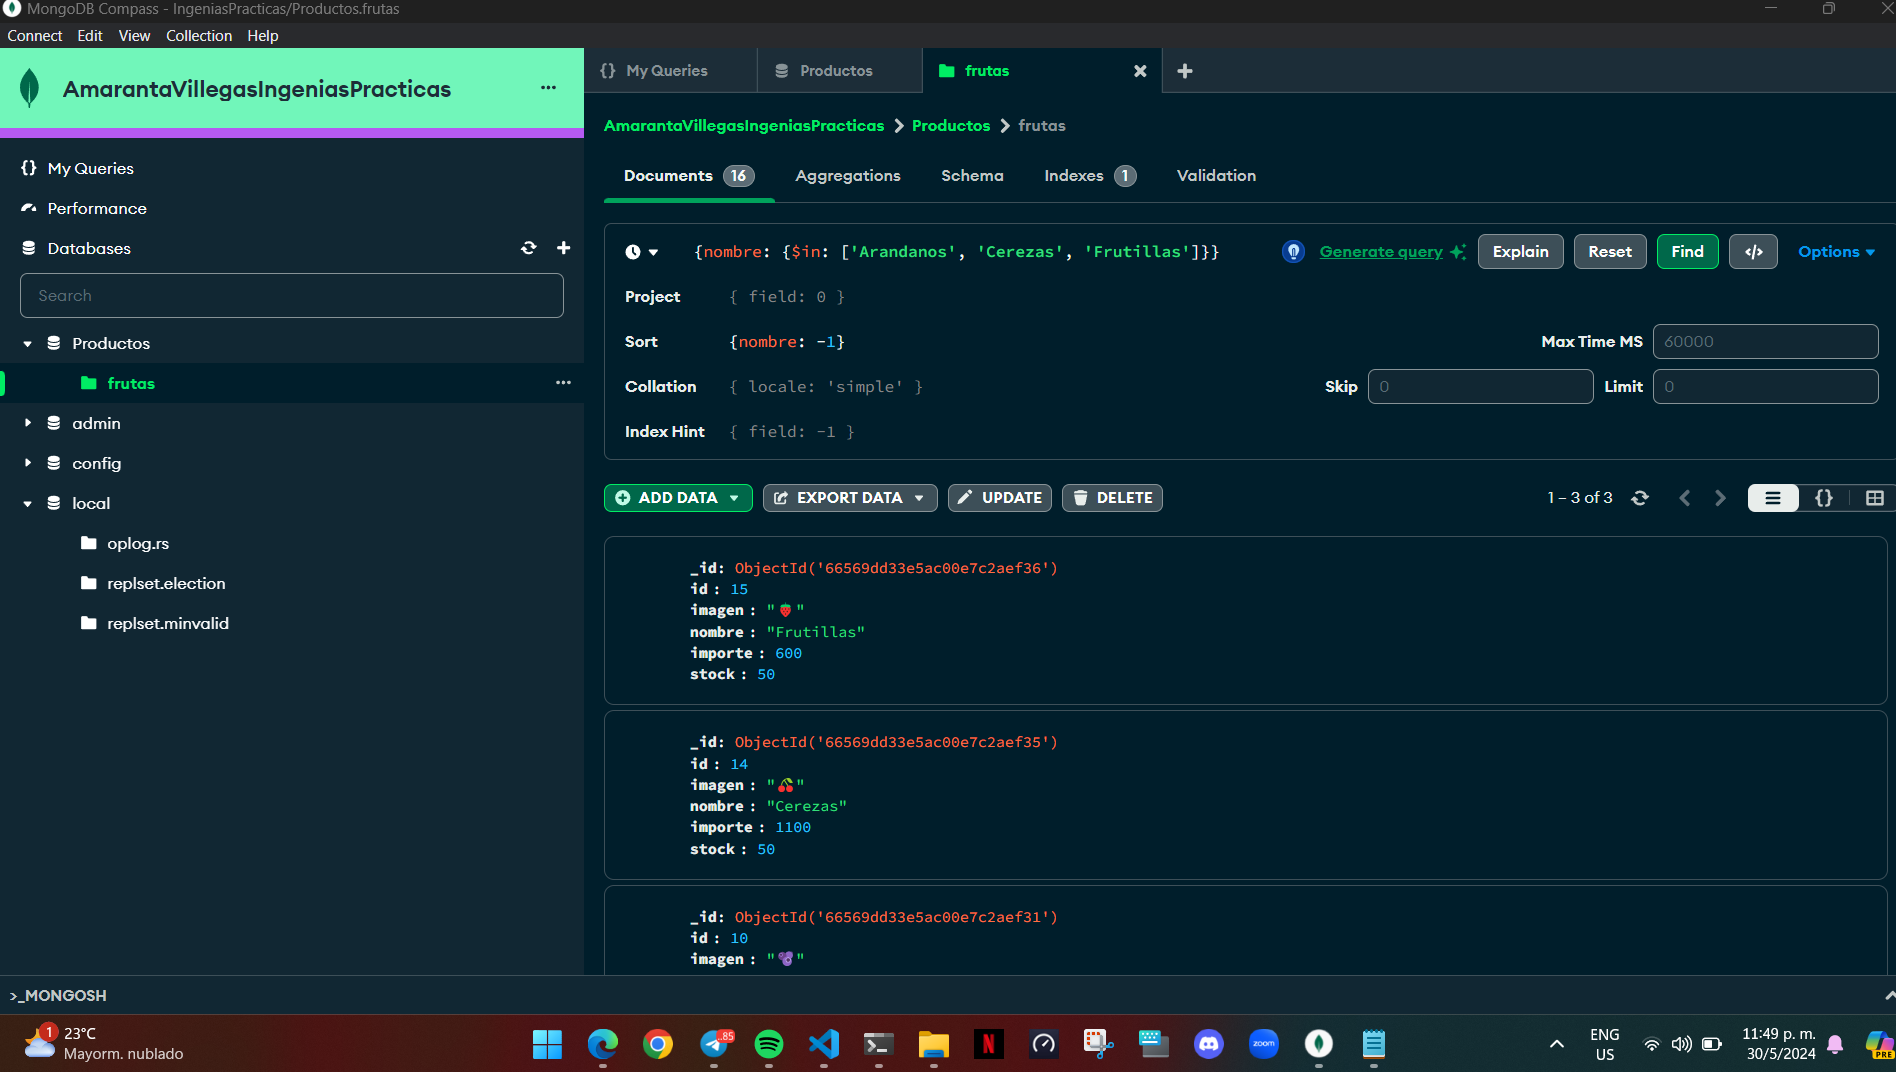 MongoDB Compass - IngeniasPracticas/Productos.frutas
Connect Edit View Collection Help
AmarantaVillegasIngeniasPracticas ...
{} My Queries
Performance
Databases
Search
Productos
frutas ...
admin
config
local
oplog.rs
replset.election
replset.minvalid
{} My Queries Productos frutas
AmarantaVillegasIngeniasPracticas > Productos > frutas
Documents 16 Aggregations Schema Indexes 1 Validation
{nombre: {$in: ['Arandanos', 'Cerezas', 'Frutillas']}} Generate query Explain Reset Find </> Options
Project { field: 0 }
Sort {nombre: -1} Max Time MS 60000
Collation { locale: 'simple' } Skip 0 Limit 0
Index Hint { field: -1 }
ADD DATA EXPORT DATA UPDATE DELETE 1 – 3 of 3 {}
_id: ObjectId('66569dd33e5ac00e7c2aef36')
id : 15
imagen : "🍓"
nombre : "Frutillas"
importe : 600
stock : 50
_id: ObjectId('66569dd33e5ac00e7c2aef35')
id : 14
imagen : "🍒"
nombre : "Cerezas"
importe : 1100
stock : 50
_id: ObjectId('66569dd33e5ac00e7c2aef31')
id : 10
imagen : "🫐"
>_MONGOSH
1 23°C
Mayorm. nublado
85
N
zoom
ENG
US
11:49 p. m.
30/5/2024
PRE